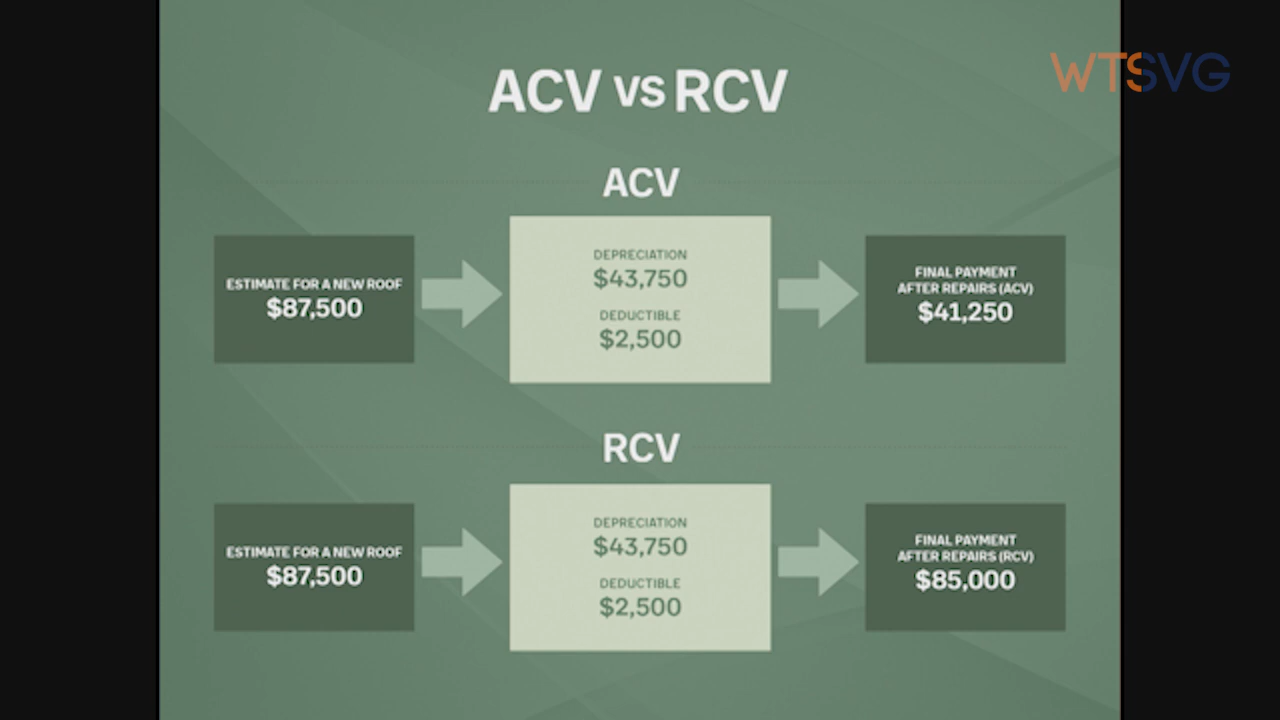 WTSVG
ACV VS RCV
ACV
ESTIMATE FOR A NEW ROOF
$87,500
DEPRECIATION
$43,750
DEDUCTIBLE
$2,500
FINAL PAYMENT
AFTER REPAIRS (ACV)
$41,250
RCV
ESTIMATE FOR A NEW ROOF
$87,500
DEPRECIATION
$43,750
DEDUCTIBLE
$2,500
FINAL PAYMENT
AFTER REPAIRS (RCV)
$85,000